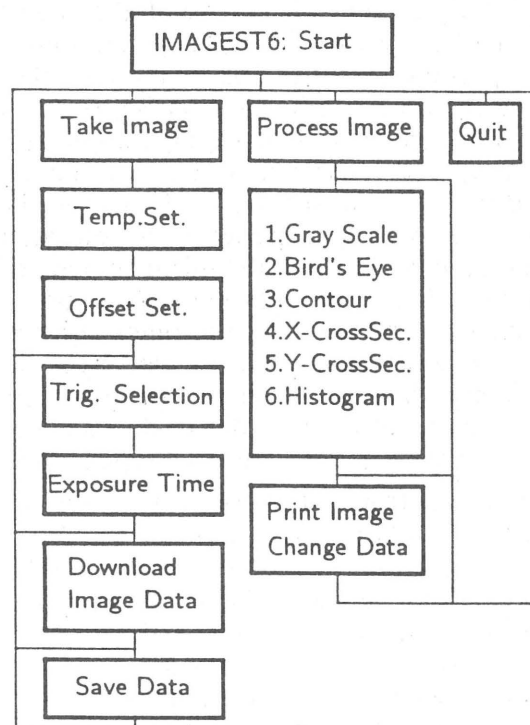 IMAGEST6: Start
Take Image
Process Image
Quit
Temp.Set.
Offset Set.
Trig. Selection
Exposure Time
Download
Image Data
Save Data
1.Gray Scale
2.Bird's Eye
3.Contour
4.X-CrossSec.
5.Y-CrossSec.
6.Histogram
Print Image
Change Data